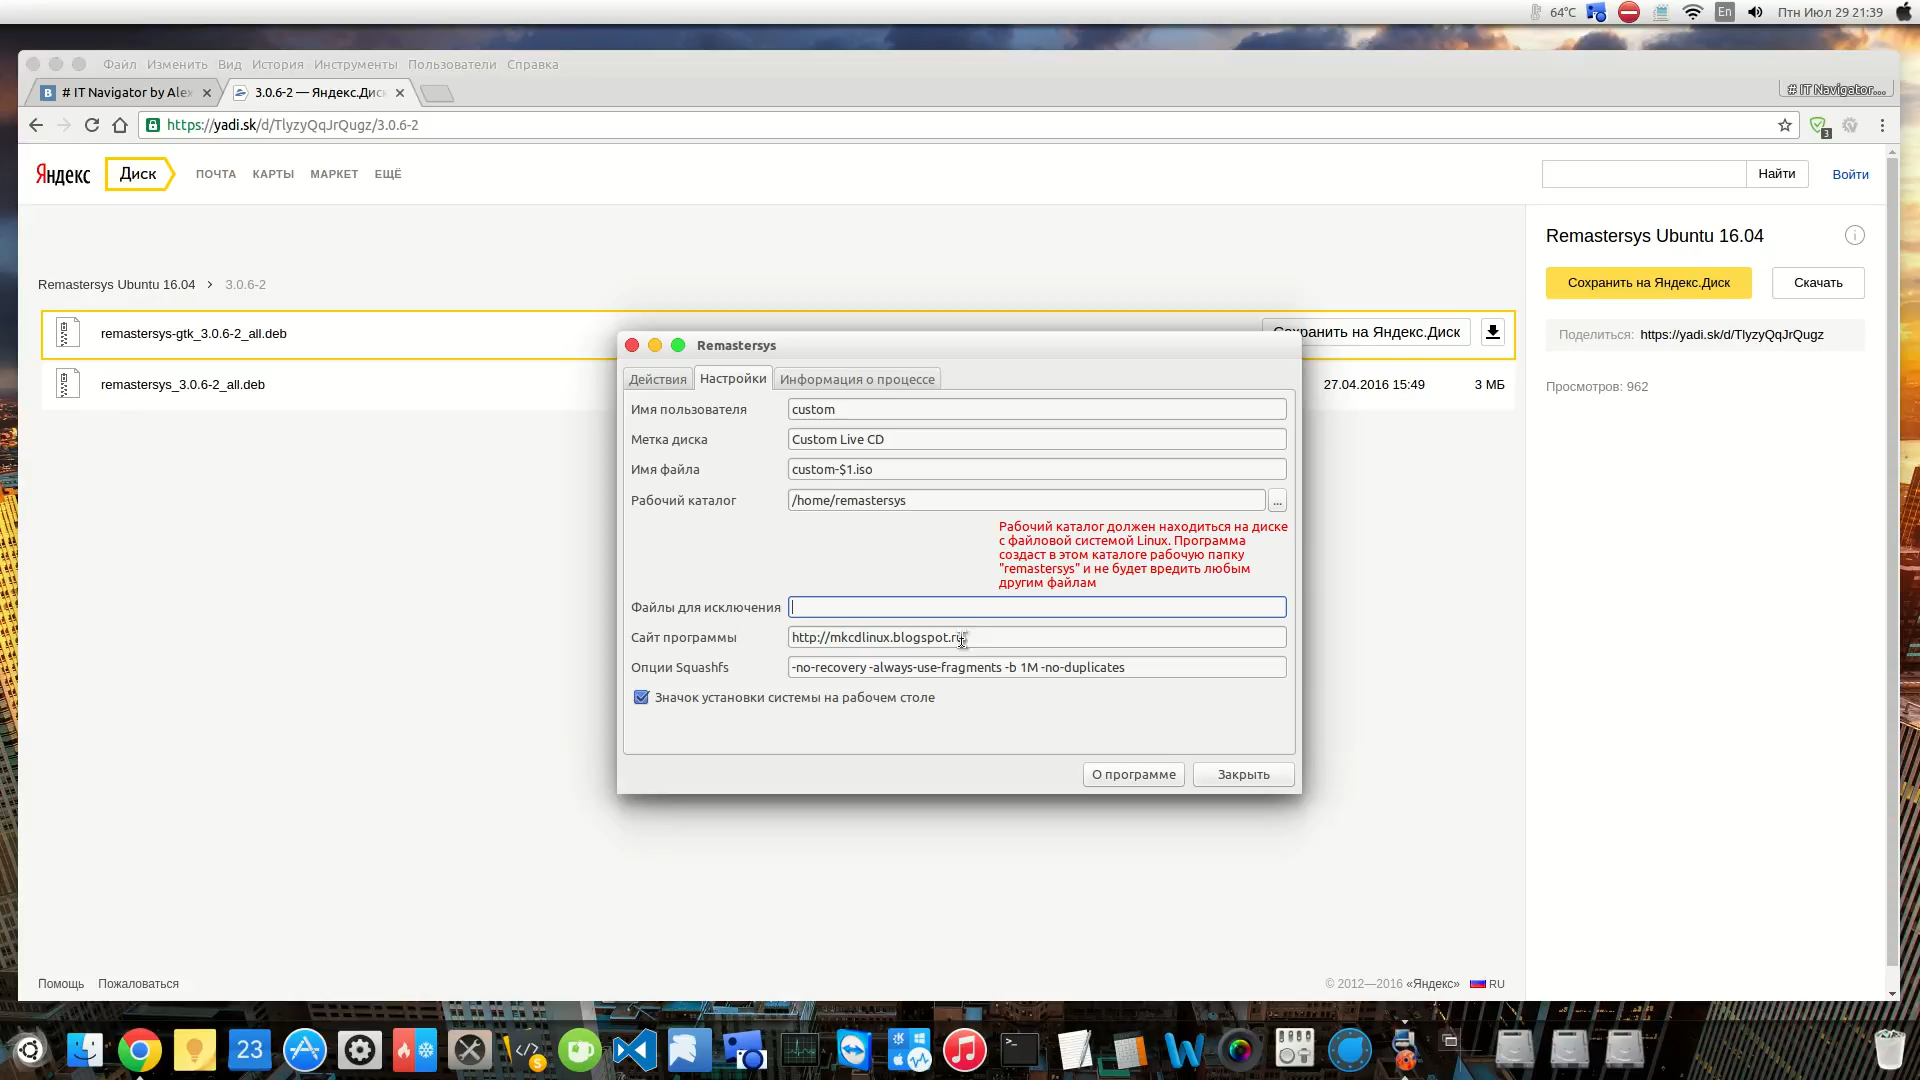 64°C
En
Птн Июл 29 21:39
Файл Изменить Вид История Инструменты Пользователи Справка
B # IT Navigator by Alex
3.0.6-2 — Яндекс.Диск
# IT Navigator...
https://yadi.sk/d/TlyzyQqJrQugz/3.0.6-2
3
Яндекс Диск ПОЧТА КАРТЫ МАРКЕТ ЕЩЁ
Найти
Войти
Remastersys Ubuntu 16.04 > 3.0.6-2
remastersys-gtk_3.0.6-2_all.deb
Сохранить на Яндекс.Диск
remastersys_3.0.6-2_all.deb
27.04.2016 15:49
3 МБ
Remastersys Ubuntu 16.04
Сохранить на Яндекс.Диск
Скачать
Поделиться: https://yadi.sk/d/TlyzyQqJrQugz
Просмотров: 962
Remastersys
Действия Настройки Информация о процессе
Имя пользователя custom
Метка диска Custom Live CD
Имя файла custom-$1.iso
Рабочий каталог /home/remastersys ...
Рабочий каталог должен находиться на диске
с файловой системой Linux. Программа
создаст в этом каталоге рабочую папку
"remastersys" и не будет вредить любым
другим файлам
Файлы для исключения
Сайт программы http://mkcdlinux.blogspot.ru
Опции Squashfs -no-recovery -always-use-fragments -b 1M -no-duplicates
Значок установки системы на рабочем столе
О программе
Закрыть
Помощь Пожаловаться
© 2012—2016 «Яндекс»
RU
23